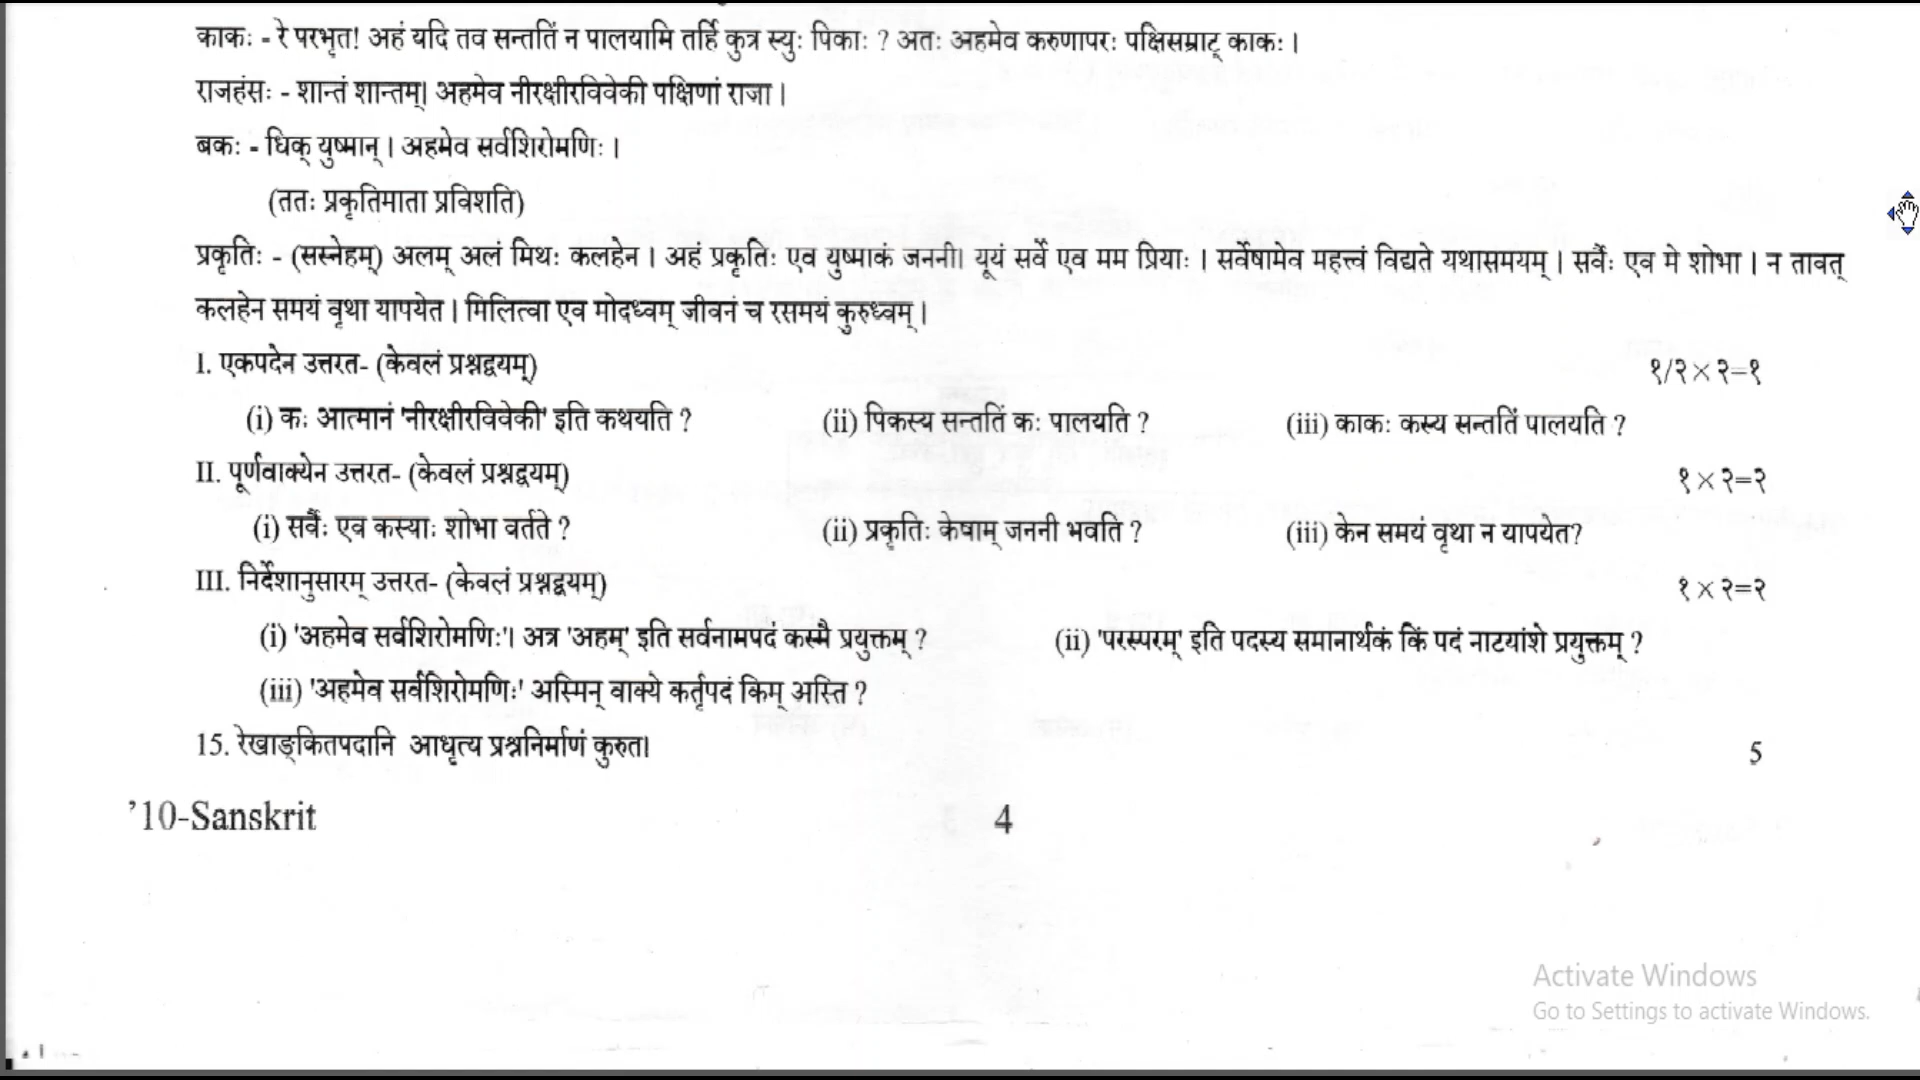 काकः - रे परभृत! अहं यदि तव सन्ततिं न पालयामि तर्हि कुत्र स्युः पिकाः ? अतः अहमेव करुणापरः पक्षिसम्राट् काकः ।
राजहंसः - शान्तं शान्तम्। अहमेव नीरक्षीरविवेकी पक्षिणां राजा ।
बकः - धिक् युष्मान् । अहमेव सर्वशिरोमणिः ।
(ततः प्रकृतिमाता प्रविशति)
प्रकृतिः - (सस्नेहम्) अलम् अलं मिथः कलहेन । अहं प्रकृतिः एव युष्माकं जननी। यूयं सर्वे एव मम प्रियाः । सर्वेषामेव महत्त्वं विद्यते यथासमयम् । सर्वैः एव मे शोभा । न तावत्
कलहेन समयं वृथा यापयेत । मिलित्वा एव मोदध्वम् जीवनं च रसमयं कुरुध्वम् ।
I. एकपदेन उत्तरत- (केवलं प्रश्नद्वयम्) १/२×२=१
(i) कः आत्मानं 'नीरक्षीरविवेकी' इति कथयति ? (ii) पिकस्य सन्ततिं कः पालयति ? (iii) काकः कस्य सन्ततिं पालयति ?
II. पूर्णवाक्येन उत्तरत- (केवलं प्रश्नद्वयम्) १×२=२
(i) सर्वैः एव कस्याः शोभा वर्तते ? (ii) प्रकृतिः केषाम् जननी भवति ? (iii) केन समयं वृथा न यापयेत?
III. निर्देशानुसारम् उत्तरत- (केवलं प्रश्नद्वयम्) १×२=२
(i) 'अहमेव सर्वशिरोमणिः'। अत्र 'अहम्' इति सर्वनामपदं कस्मै प्रयुक्तम् ? (ii) 'परस्परम्' इति पदस्य समानार्थकं किं पदं नाटयांशे प्रयुक्तम् ?
(iii) 'अहमेव सर्वशिरोमणिः' अस्मिन् वाक्ये कर्तृपदं किम् अस्ति ?
15. रेखाङ्कितपदानि आधृत्य प्रश्ननिर्माणं कुरुत। 5
’10-Sanskrit 4
Activate Windows
Go to Settings to activate Windows.